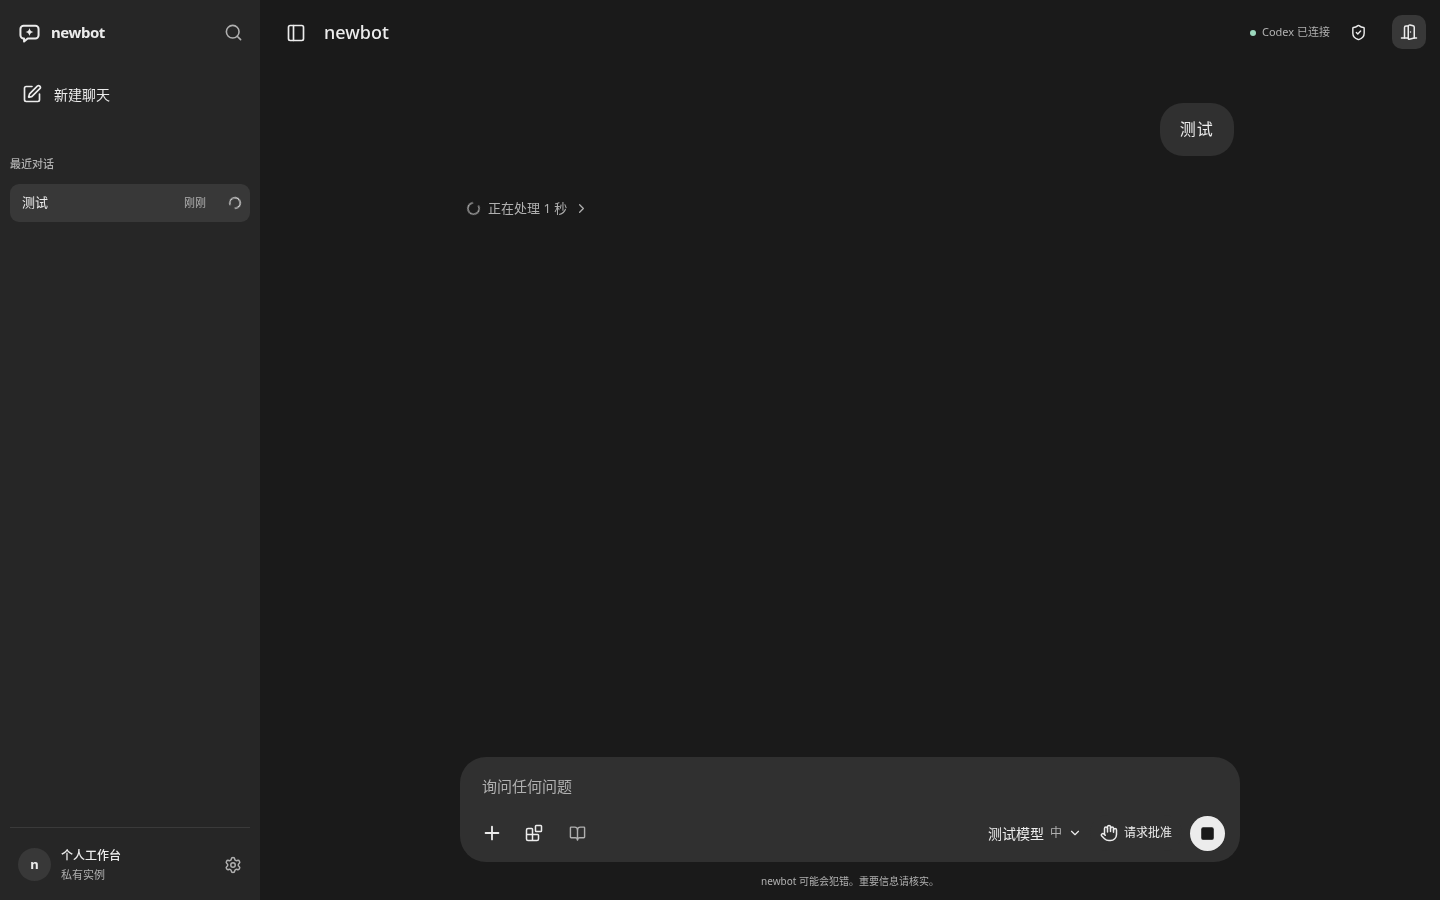 newbot
新建聊天
最近对话
测试 刚刚
n
个人工作台
私有实例
newbot
Codex 已连接
测试
正在处理 1 秒
询问任何问题
测试模型 中
请求批准
newbot 可能会犯错。重要信息请核实。